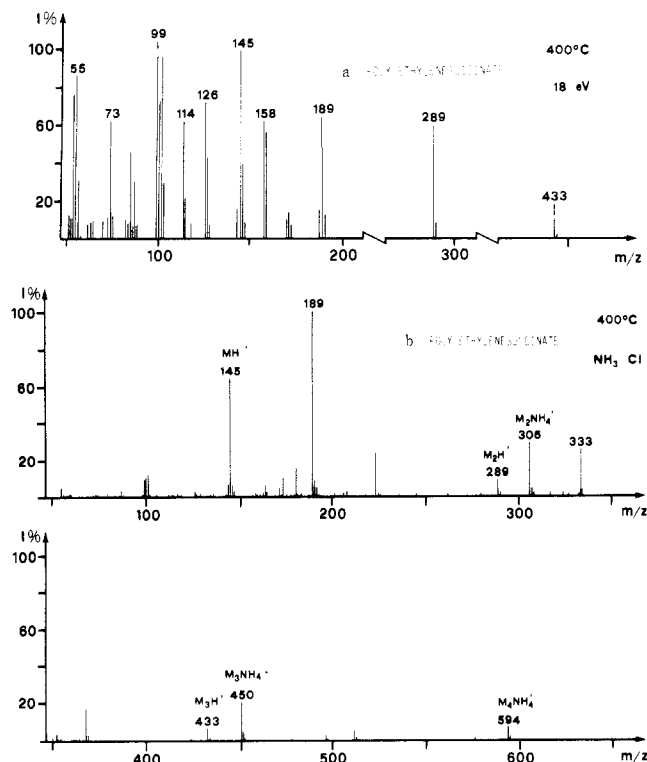 I%
99
145
100
400°C
55
a POLY ETHYLENESUCCINATE
18 eV
126
73
114
158
189
289
60
433
20
100
200
300
m/z
I%
189
400°C
100
b POLY ETHYLENESUCCINATE
NH₃ CI
MH⁺
145
60
M₂NH₄⁺
306
M₂H⁺
289
333
20
100
200
300
m/z
I%
100
60
M₃NH₄⁺
20
450
M₃H⁺
433
M₄NH₄⁺
594
400
500
600
m/z